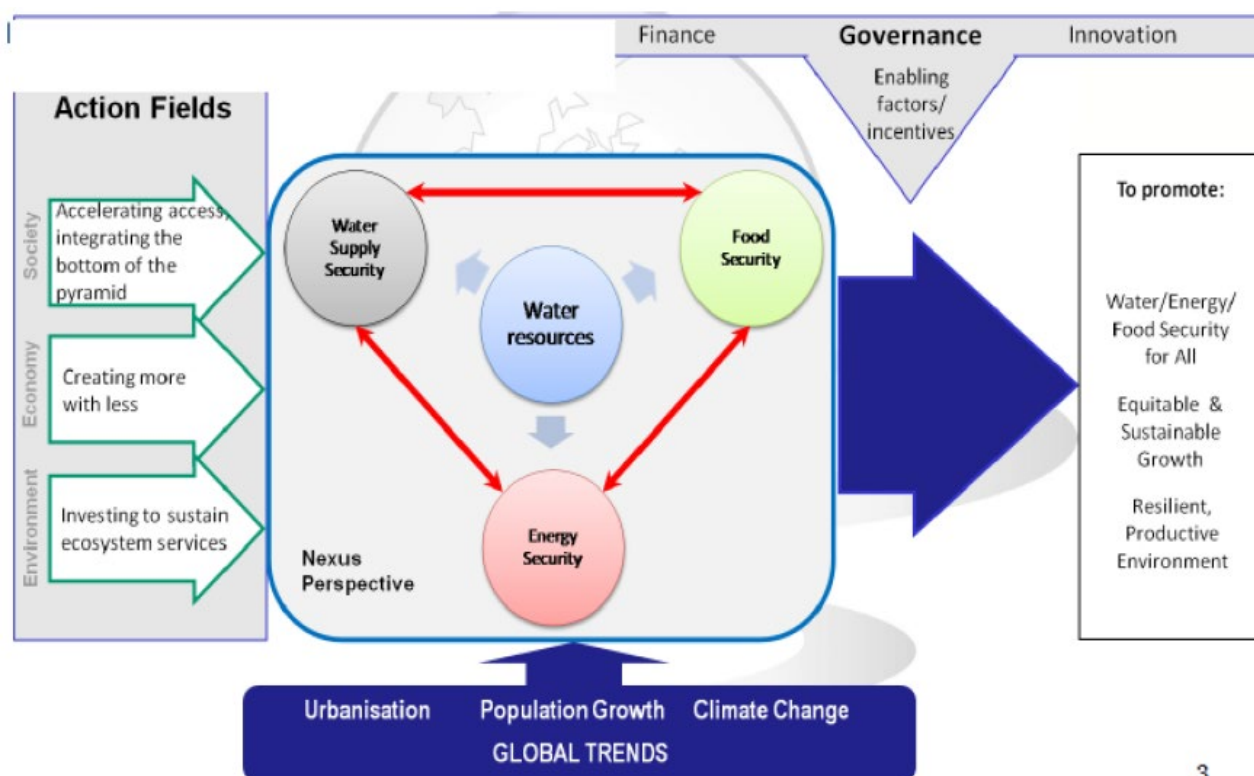 Finance
Governance
Innovation
Enabling
factors/
incentives
Action Fields
Society
Accelerating access,
integrating the
bottom of the
pyramid
Economy
Creating more
with less
Environment
Investing to sustain
ecosystem services
Water
Supply
Security
Food
Security
Water
resources
Energy
Security
Nexus
Perspective
To promote:
Water/Energy/
Food Security
for All
Equitable &
Sustainable
Growth
Resilient,
Productive
Environment
Urbanisation
Population Growth
Climate Change
GLOBAL TRENDS
3